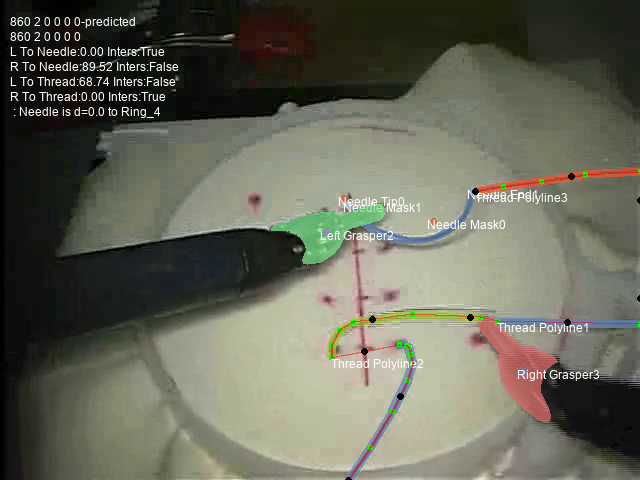 860 2 0 0 0 0-predicted
860 2 0 0 0 0
L To Needle:0.00 Inters:True
R To Needle:89.52 Inters:False
L To Thread:68.74 Inters:False
R To Thread:0.00 Inters:True
: Needle is d=0.0 to Ring_4
Thread Polyline3
Needle Tip0
Needle Mask1
Needle Mask0
Left Grasper2
Thread Polyline1
Thread Polyline2
Right Grasper3